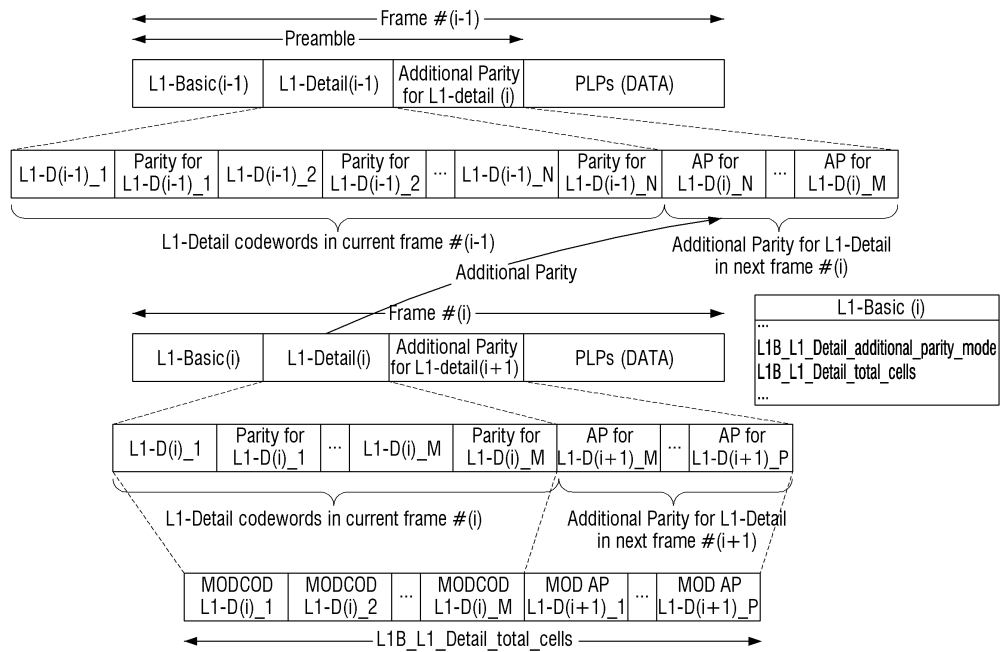 Frame #(i-1)
Preamble
L1-Basic(i-1)
L1-Detail(i-1)
Additional Parity
for L1-detail (i)
PLPs (DATA)
L1-D(i-1)_1
Parity for
L1-D(i-1)_1
L1-D(i-1)_2
Parity for
L1-D(i-1)_2
...
L1-D(i-1)_N
Parity for
L1-D(i-1)_N
AP for
L1-D(i)_N
...
AP for
L1-D(i)_M
L1-Detail codewords in current frame #(i-1)
Additional Parity for L1-Detail
in next frame #(i)
Additional Parity
Frame #(i)
L1-Basic(i)
L1-Detail(i)
Additional Parity
for L1-detail(i+1)
PLPs (DATA)
L1-Basic (i)
...
L1B_L1_Detail_additional_parity_mode
L1B_L1_Detail_total_cells
...
L1-D(i)_1
Parity for
L1-D(i)_1
...
L1-D(i)_M
Parity for
L1-D(i)_M
AP for
L1-D(i+1)_M
...
AP for
L1-D(i+1)_P
L1-Detail codewords in current frame #(i)
Additional Parity for L1-Detail
in next frame #(i+1)
MODCOD
L1-D(i)_1
MODCOD
L1-D(i)_2
...
MODCOD
L1-D(i)_M
MOD AP
L1-D(i+1)_1
...
MOD AP
L1-D(i+1)_P
L1B_L1_Detail_total_cells